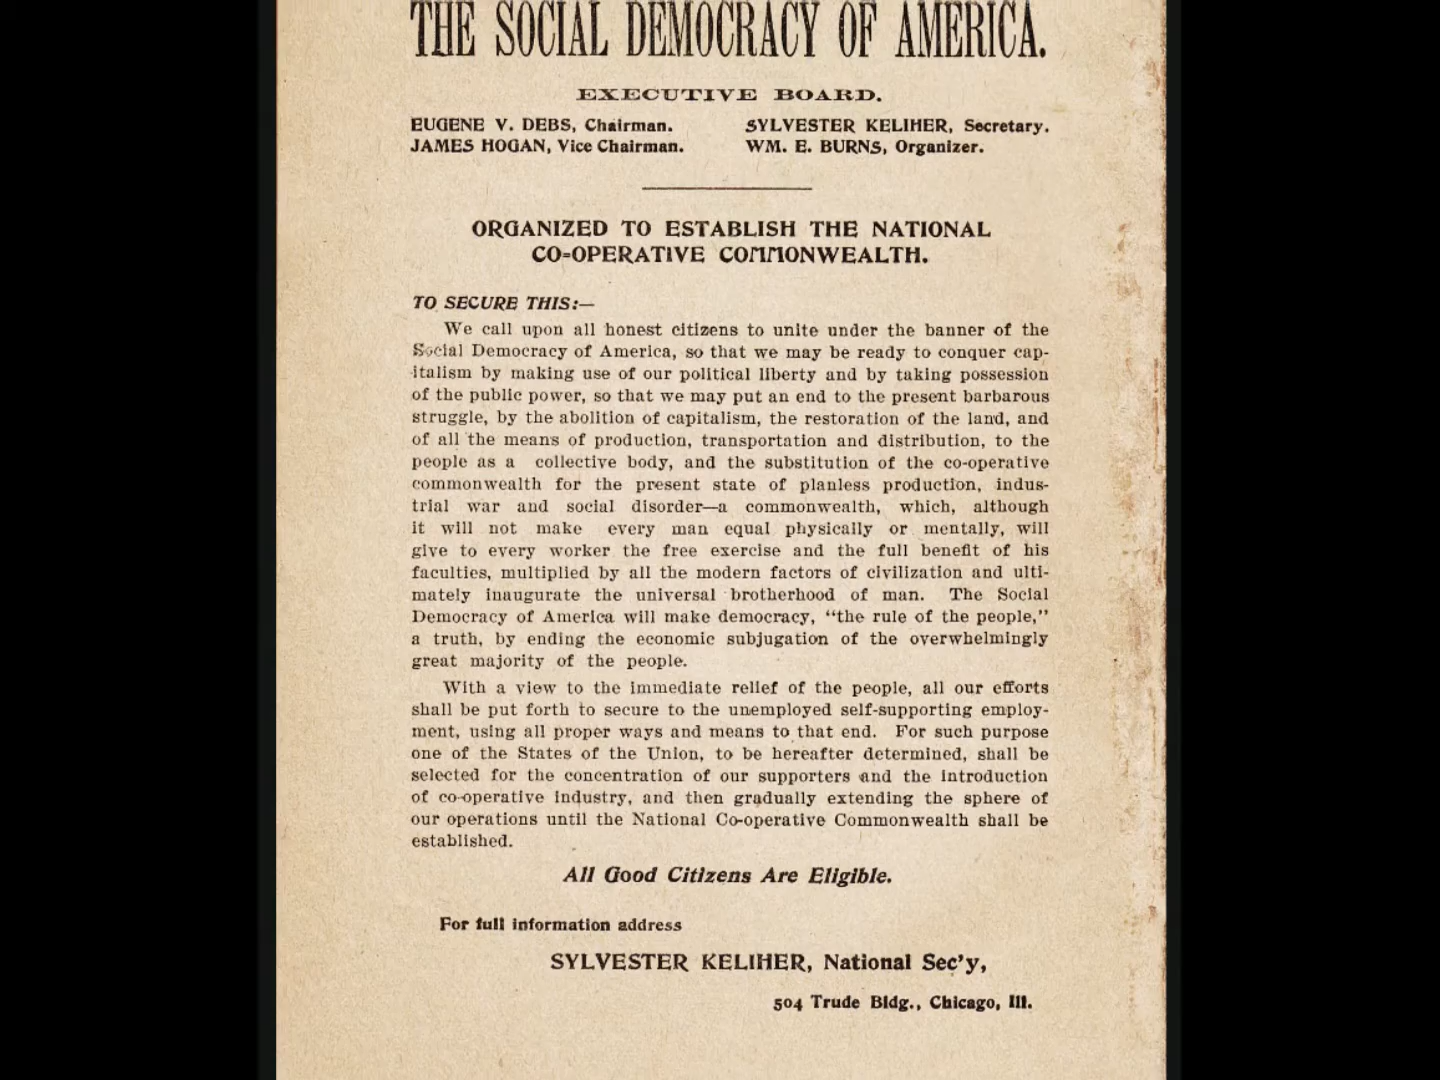 THE SOCIAL DEMOCRACY OF AMERICA.
EXECUTIVE BOARD.
EUGENE V. DEBS, Chairman.
SYLVESTER KELIHER, Secretary.
JAMES HOGAN, Vice Chairman.
WM. E. BURNS, Organizer.
ORGANIZED TO ESTABLISH THE NATIONAL
CO=OPERATIVE COMMONWEALTH.
TO SECURE THIS:—
We call upon all honest citizens to unite under the banner of the
Social Democracy of America, so that we may be ready to conquer cap-
italism by making use of our political liberty and by taking possession
of the public power, so that we may put an end to the present barbarous
struggle, by the abolition of capitalism, the restoration of the land, and
of all the means of production, transportation and distribution, to the
people as a collective body, and the substitution of the co-operative
commonwealth for the present state of planless production, indus-
trial war and social disorder—a commonwealth, which, although
it will not make every man equal physically or mentally, will
give to every worker the free exercise and the full benefit of his
faculties, multiplied by all the modern factors of civilization and ulti-
mately inaugurate the universal brotherhood of man. The Social
Democracy of America will make democracy, “the rule of the people,”
a truth, by ending the economic subjugation of the overwhelmingly
great majority of the people.
With a view to the immediate relief of the people, all our efforts
shall be put forth to secure to the unemployed self-supporting employ-
ment, using all proper ways and means to that end. For such purpose
one of the States of the Union, to be hereafter determined, shall be
selected for the concentration of our supporters and the introduction
of co-operative industry, and then gradually extending the sphere of
our operations until the National Co-operative Commonwealth shall be
established.
All Good Citizens Are Eligible.
For full information address
SYLVESTER KELIHER, National Sec’y,
504 Trude Bldg., Chicago, Ill.